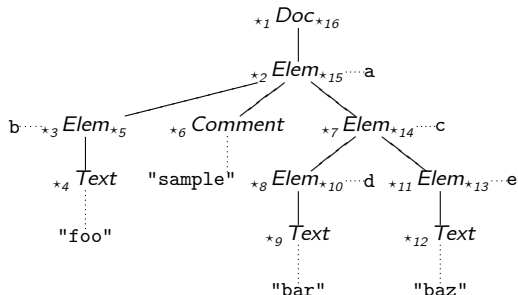 ⋆1 Doc⋆16
⋆2 Elem⋆15 a
b ⋆3 Elem⋆5 ⋆6 Comment ⋆7 Elem⋆14 c
⋆4 Text "sample" ⋆8 Elem⋆10 d ⋆11 Elem⋆13 e
"foo" ⋆9 Text ⋆12 Text
"bar" "baz"